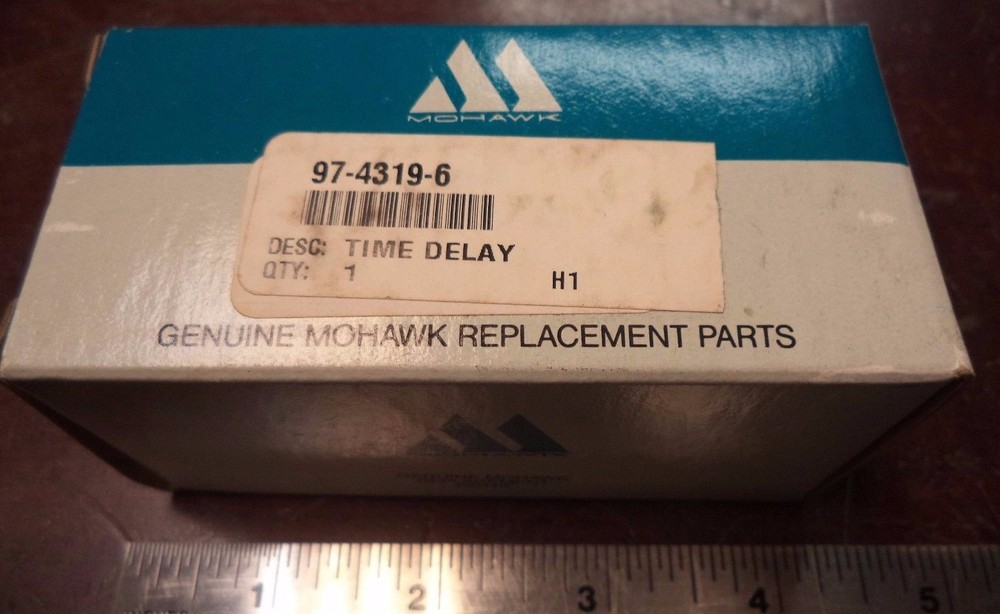 MOHAWK
97-4319-6
DESC: TIME DELAY
QTY: 1 H1
GENUINE MOHAWK REPLACEMENT PARTS
1 2 3 4 5